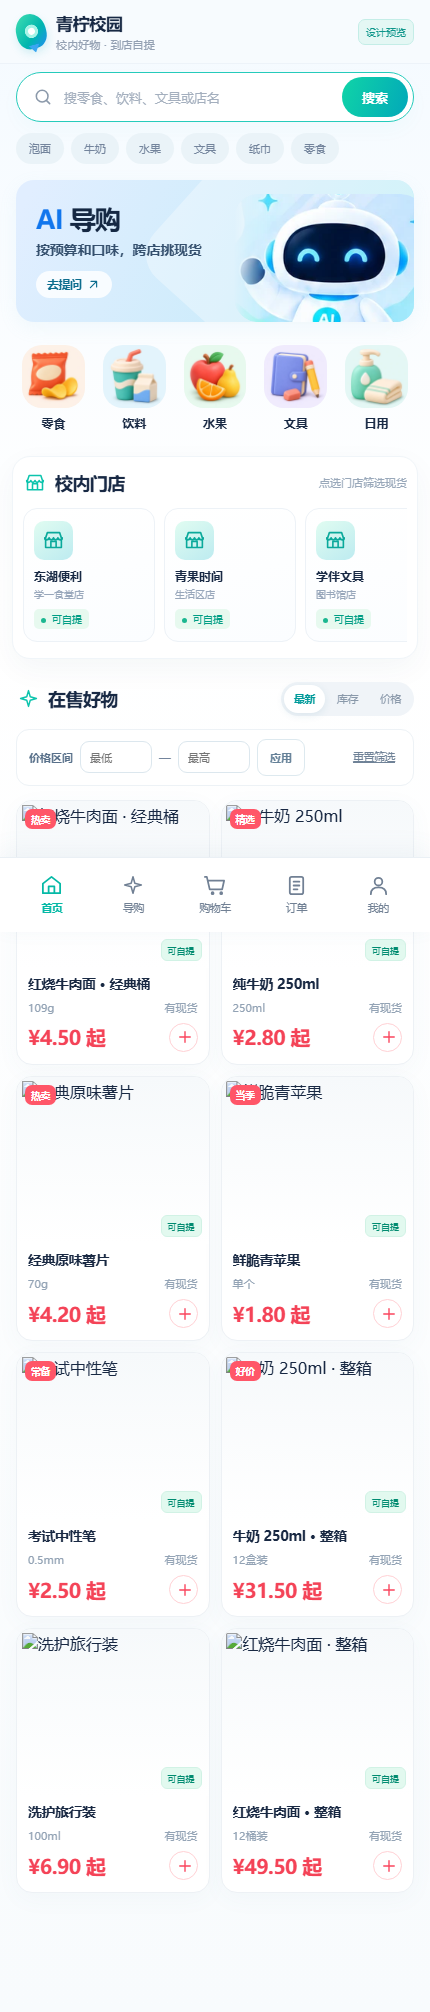 青柠校园
校内好物 · 到店自提
设计预览
搜零食、饮料、文具或店名
搜索
泡面 牛奶 水果 文具 纸巾 零食
AI 导购
按预算和口味，跨店挑现货
去提问
AI
零食 饮料 水果 文具 日用
校内门店
点选门店筛选现货
东湖便利 青果时间 学伴文具
学一食堂店 生活区店 图书馆店
可自提 可自提 可自提
在售好物
最新 库存 价格
价格区间 最低 — 最高 应用 重置筛选
热卖 烧牛肉面 · 经典桶
精选 牛奶 250ml
首页 导购 购物车 订单 我的
可自提 可自提
红烧牛肉面 • 经典桶 纯牛奶 250ml
109g 有现货 250ml 有现货
¥4.50 起 ¥2.80 起
热卖 典原味薯片
当季 脆青苹果
可自提 可自提
经典原味薯片 鲜脆青苹果
70g 有现货 单个 有现货
¥4.20 起 ¥1.80 起
常备 试中性笔
好价 奶 250ml · 整箱
可自提 可自提
考试中性笔 牛奶 250ml • 整箱
0.5mm 有现货 12盒装 有现货
¥2.50 起 ¥31.50 起
洗护旅行装 红烧牛肉面 · 整箱
可自提 可自提
洗护旅行装 红烧牛肉面 • 整箱
100ml 有现货 12桶装 有现货
¥6.90 起 ¥49.50 起